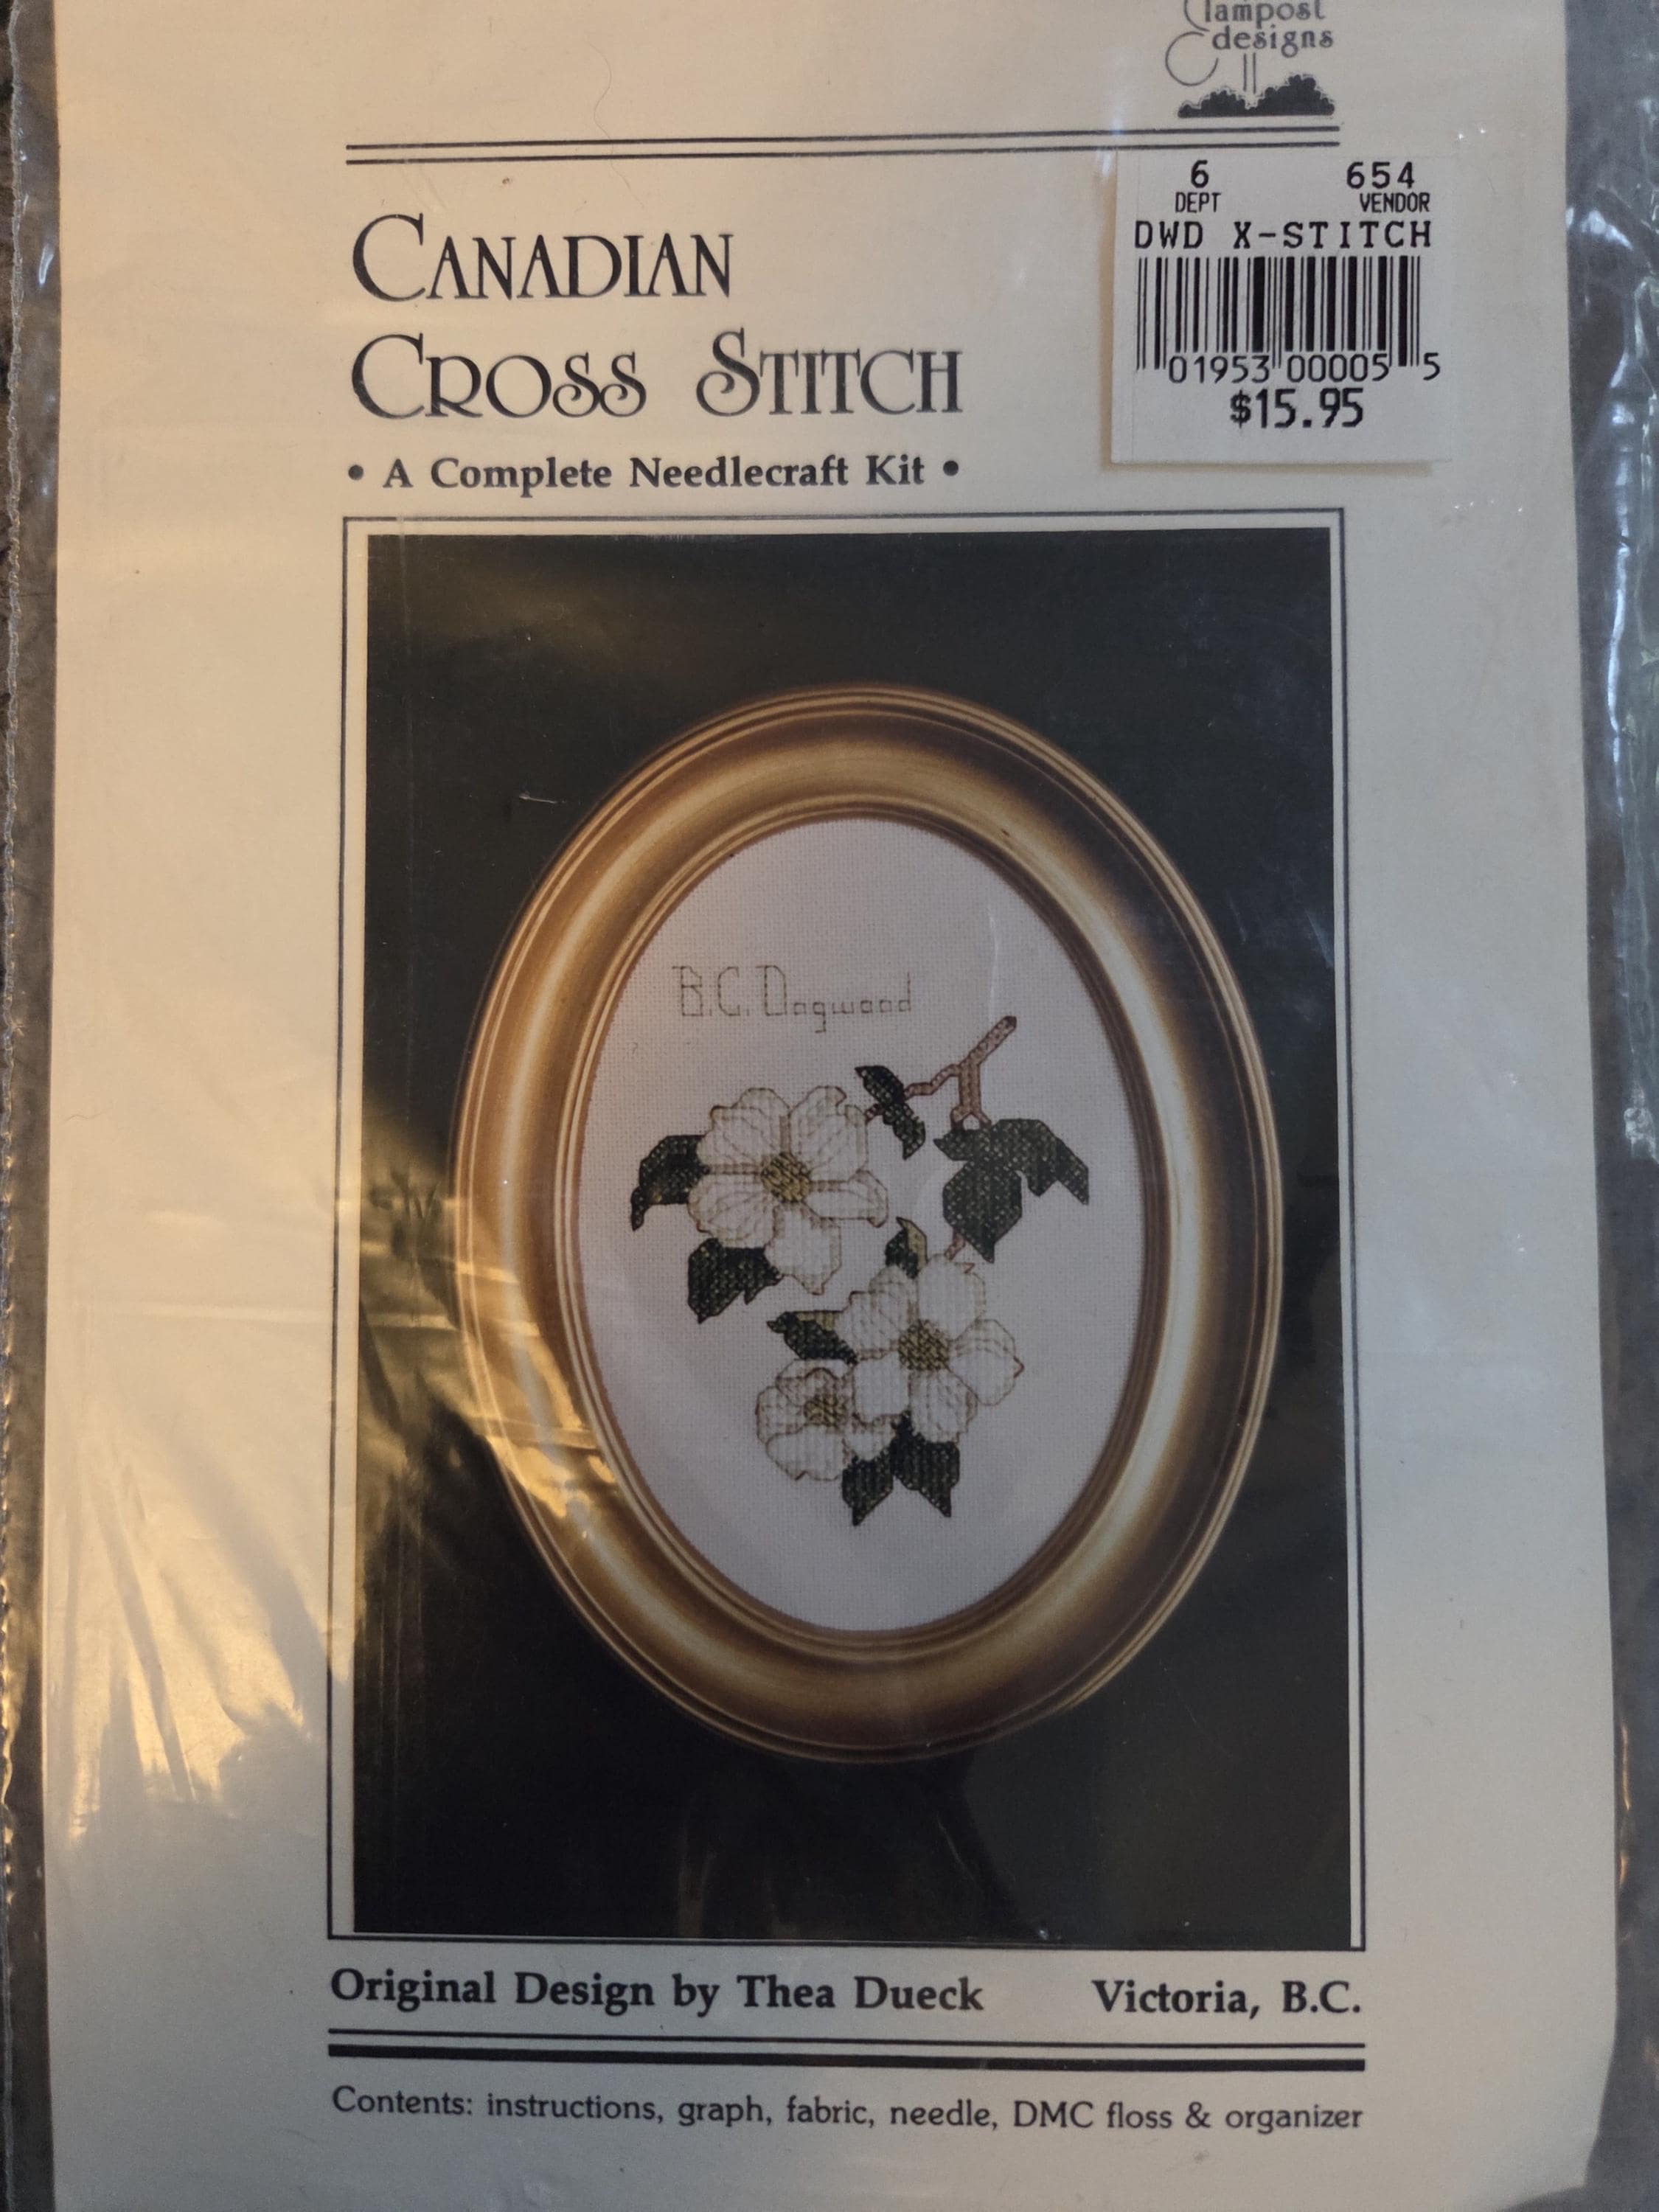 lampost
designs
6 654
DEPT VENDOR
DWD X-STITCH
01953 00005 5
$15.95
CANADIAN
CROSS STITCH
• A Complete Needlecraft Kit •
B.C. Dogwood
Original Design by Thea Dueck Victoria, B.C.
Contents: instructions, graph, fabric, needle, DMC floss & organizer